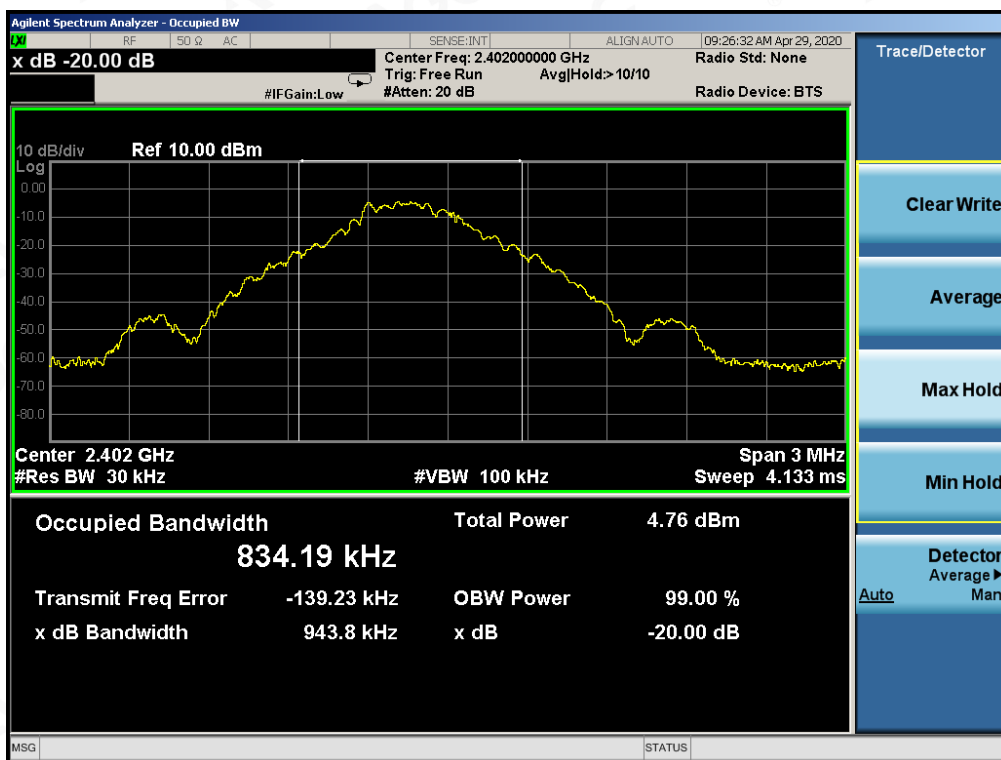 Agilent Spectrum Analyzer - Occupied BW
LXI RF 50 Ω AC SENSE:INT ALIGN AUTO 09:26:32 AM Apr 29, 2020
x dB -20.00 dB
Center Freq: 2.402000000 GHz Radio Std: None
Trig: Free Run Avg|Hold:> 10/10
#IFGain:Low #Atten: 20 dB Radio Device: BTS
10 dB/div Ref 10.00 dBm
Log
0.00
-10.0
-20.0
-30.0
-40.0
-50.0
-60.0
-70.0
-80.0
Center 2.402 GHz Span 3 MHz
#Res BW 30 kHz #VBW 100 kHz Sweep 4.133 ms
Occupied Bandwidth Total Power 4.76 dBm
834.19 kHz
Transmit Freq Error -139.23 kHz OBW Power 99.00 %
x dB Bandwidth 943.8 kHz x dB -20.00 dB
MSG STATUS
Trace/Detector
Clear Write
Average
Max Hold
Min Hold
Detector
Average▶
Auto Man